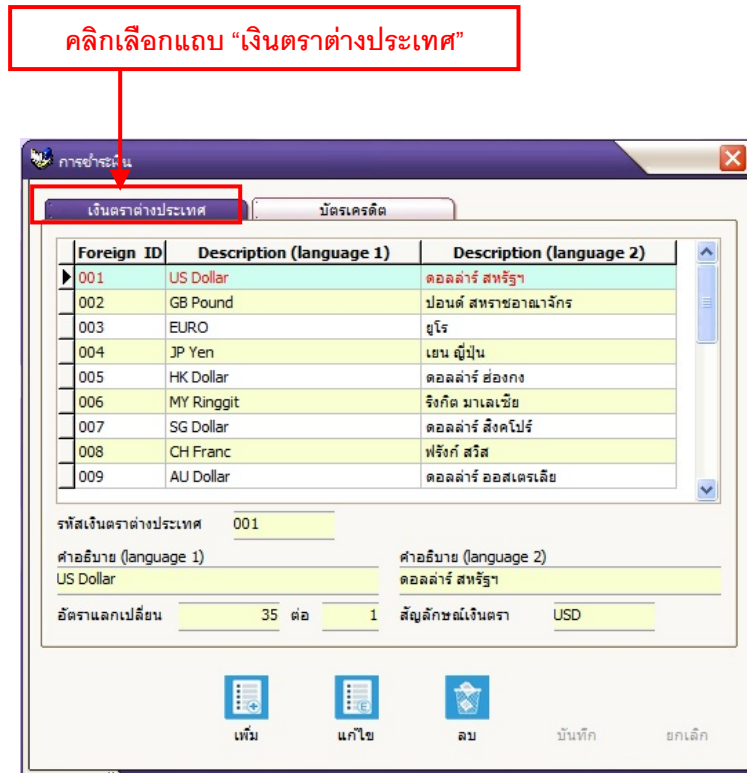 คลิกเลือกแถบ “เงินตราต่างประเทศ”
การชำระเงิน
เงินตราต่างประเทศ บัตรเครดิต
Foreign ID Description (language 1) Description (language 2)
001 US Dollar ดอลล่าร์ สหรัฐฯ
002 GB Pound ปอนด์ สหราชอาณาจักร
003 EURO ยูโร
004 JP Yen เยน ญี่ปุ่น
005 HK Dollar ดอลล่าร์ ฮ่องกง
006 MY Ringgit ริงกิต มาเลเซีย
007 SG Dollar ดอลล่าร์ สิงคโปร์
008 CH Franc ฟรังก์ สวิส
009 AU Dollar ดอลล่าร์ ออสเตรเลีย
รหัสเงินตราต่างประเทศ 001
คำอธิบาย (language 1) คำอธิบาย (language 2)
US Dollar ดอลล่าร์ สหรัฐฯ
อัตราแลกเปลี่ยน 35 ต่อ 1 สัญลักษณ์เงินตรา USD
เพิ่ม แก้ไข ลบ บันทึก ยกเลิก